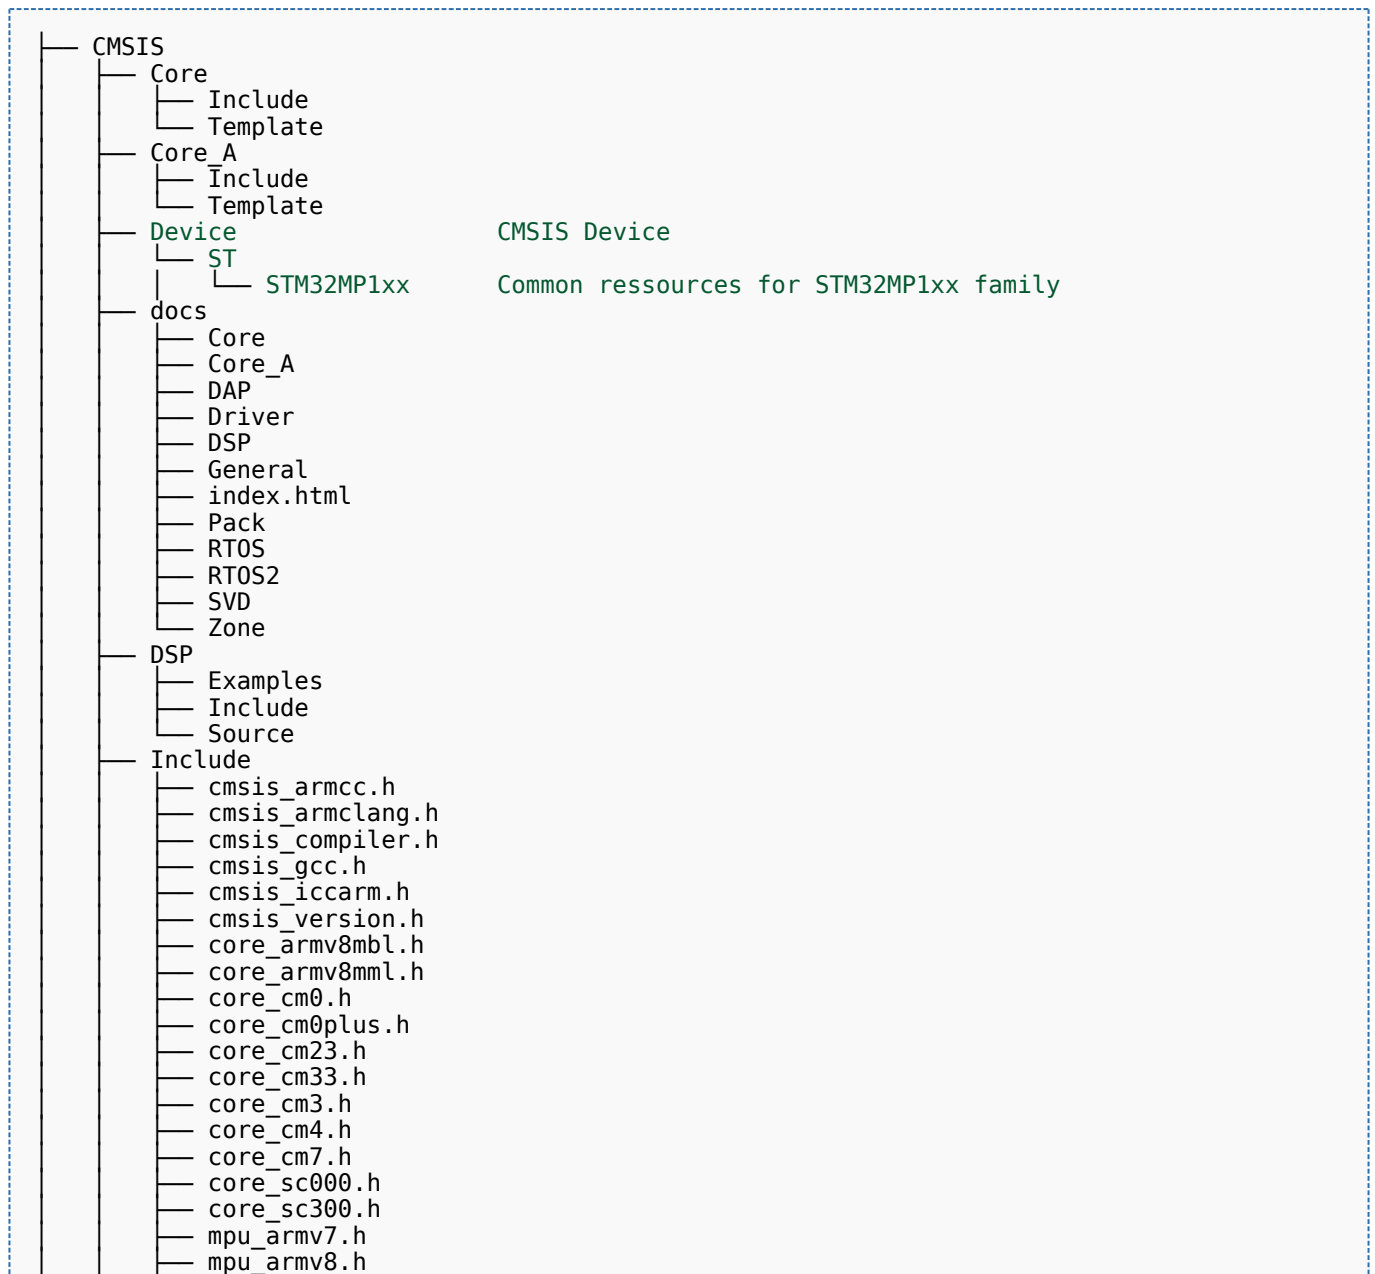 ├── CMSIS
│   ├── Core
│   │   ├── Include
│   │   └── Template
│   ├── Core_A
│   │   ├── Include
│   │   └── Template
│   ├── Device                  CMSIS Device
│   │   └── ST
│   │   │   └── STM32MP1xx      Common ressources for STM32MP1xx family
│   ├── docs
│   │   ├── Core
│   │   ├── Core_A
│   │   ├── DAP
│   │   ├── Driver
│   │   ├── DSP
│   │   ├── General
│   │   ├── index.html
│   │   ├── Pack
│   │   ├── RTOS
│   │   ├── RTOS2
│   │   ├── SVD
│   │   └── Zone
│   ├── DSP
│   │   ├── Examples
│   │   ├── Include
│   │   └── Source
│   ├── Include
│   │   ├── cmsis_armcc.h
│   │   ├── cmsis_armclang.h
│   │   ├── cmsis_compiler.h
│   │   ├── cmsis_gcc.h
│   │   ├── cmsis_iccarm.h
│   │   ├── cmsis_version.h
│   │   ├── core_armv8mbl.h
│   │   ├── core_armv8mml.h
│   │   ├── core_cm0.h
│   │   ├── core_cm0plus.h
│   │   ├── core_cm23.h
│   │   ├── core_cm33.h
│   │   ├── core_cm3.h
│   │   ├── core_cm4.h
│   │   ├── core_cm7.h
│   │   ├── core_sc000.h
│   │   ├── core_sc300.h
│   │   ├── mpu_armv7.h
│   │   ├── mpu_armv8.h